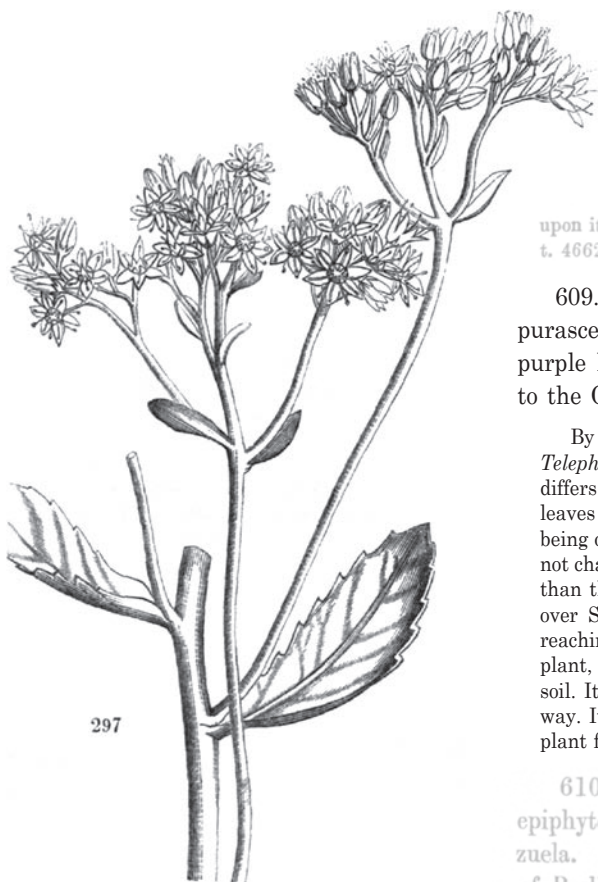 upon
t. 4662
609.
purasce
purple
to the
By
Teleph
differs
leaves
being
not cha
than th
over S
reachin
plant,
soil. It
way. I
plant f
297
610
epiphyt
zuela.